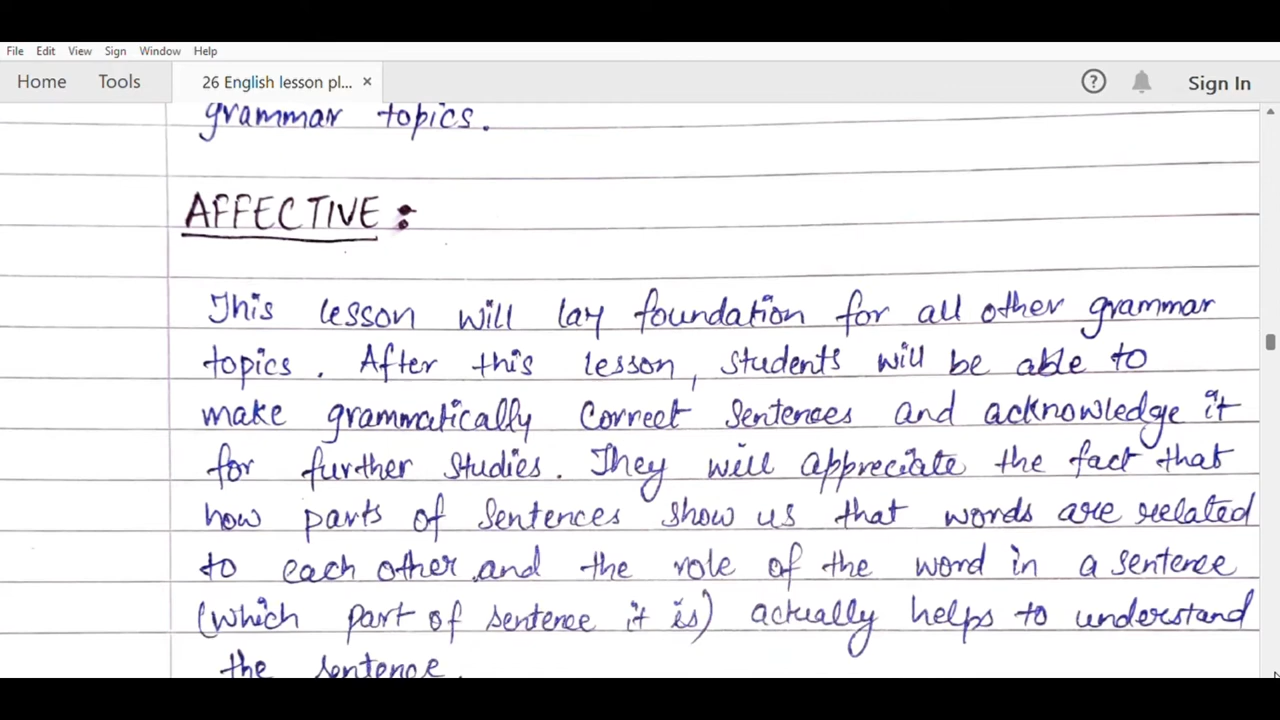 File Edit View Sign Window Help
Home Tools 26 English lesson pl... × ? Sign In
grammar topics.
AFFECTIVE :
This lesson will lay foundation for all other grammar
topics. After this lesson, students will be able to
make grammatically correct sentences and acknowledge it
for further studies. They will appreciate the fact that
how parts of sentences show us that words are related
to each other and the role of the word in a sentence
(which part of sentence it is) actually helps to understand
the sentence.